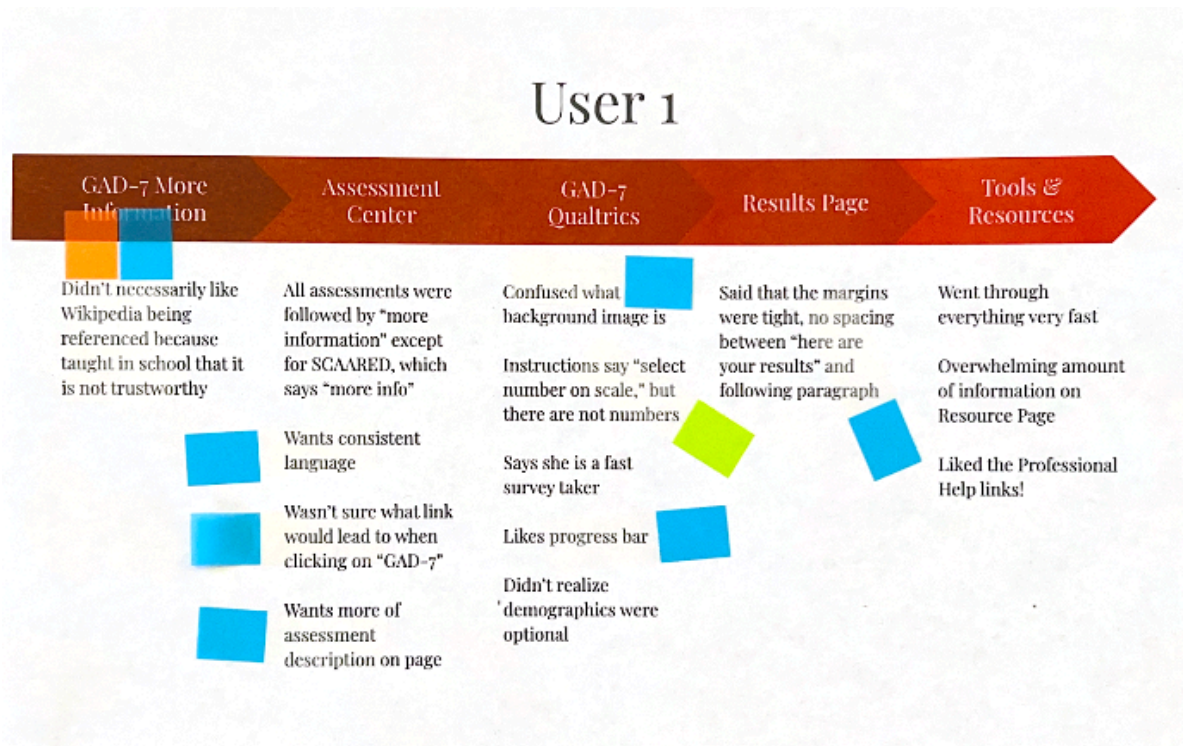 User 1
GAD-7 More
Information
Assessment
Center
GAD-7
Qualtrics
Results Page
Tools &
Resources
Didn't necessarily like
Wikipedia being
referenced because
taught in school that it
is not trustworthy
All assessments were
followed by "more
information" except
for SCAARED, which
says "more info"
Wants consistent
language
Wasn't sure what link
would lead to when
clicking on "GAD-7"
Wants more of
assessment
description on page
Confused what
background image is
Instructions say "select
number on scale," but
there are not numbers
Says she is a fast
survey taker
Likes progress bar
Didn't realize
demographics were
optional
Said that the margins
were tight, no spacing
between "here are
your results" and
following paragraph
Went through
everything very fast
Overwhelming amount
of information on
Resource Page
Liked the Professional
Help links!